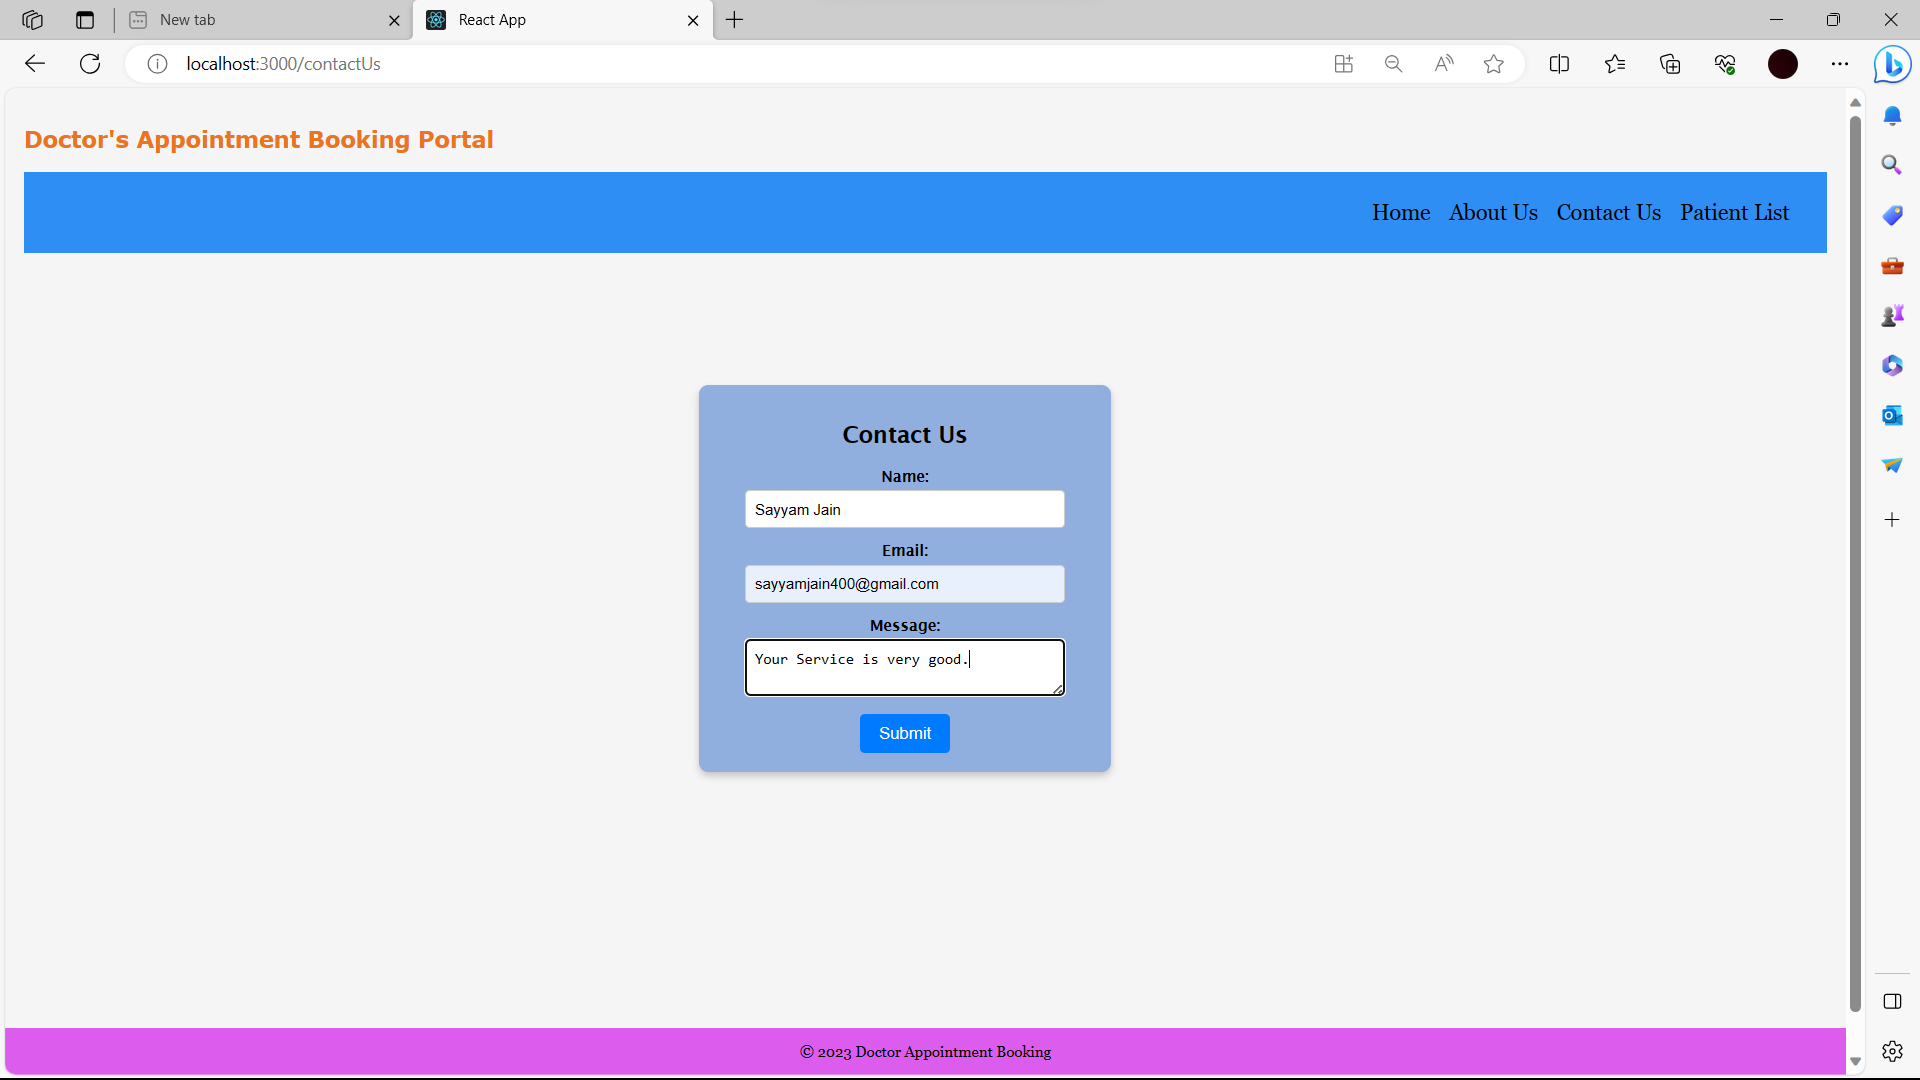 New tab
React App
localhost:3000/contactUs
Doctor's Appointment Booking Portal
Home About Us Contact Us Patient List
Contact Us
Name:
Sayyam Jain
Email:
sayyamjain400@gmail.com
Message:
Your Service is very good.
Submit
© 2023 Doctor Appointment Booking